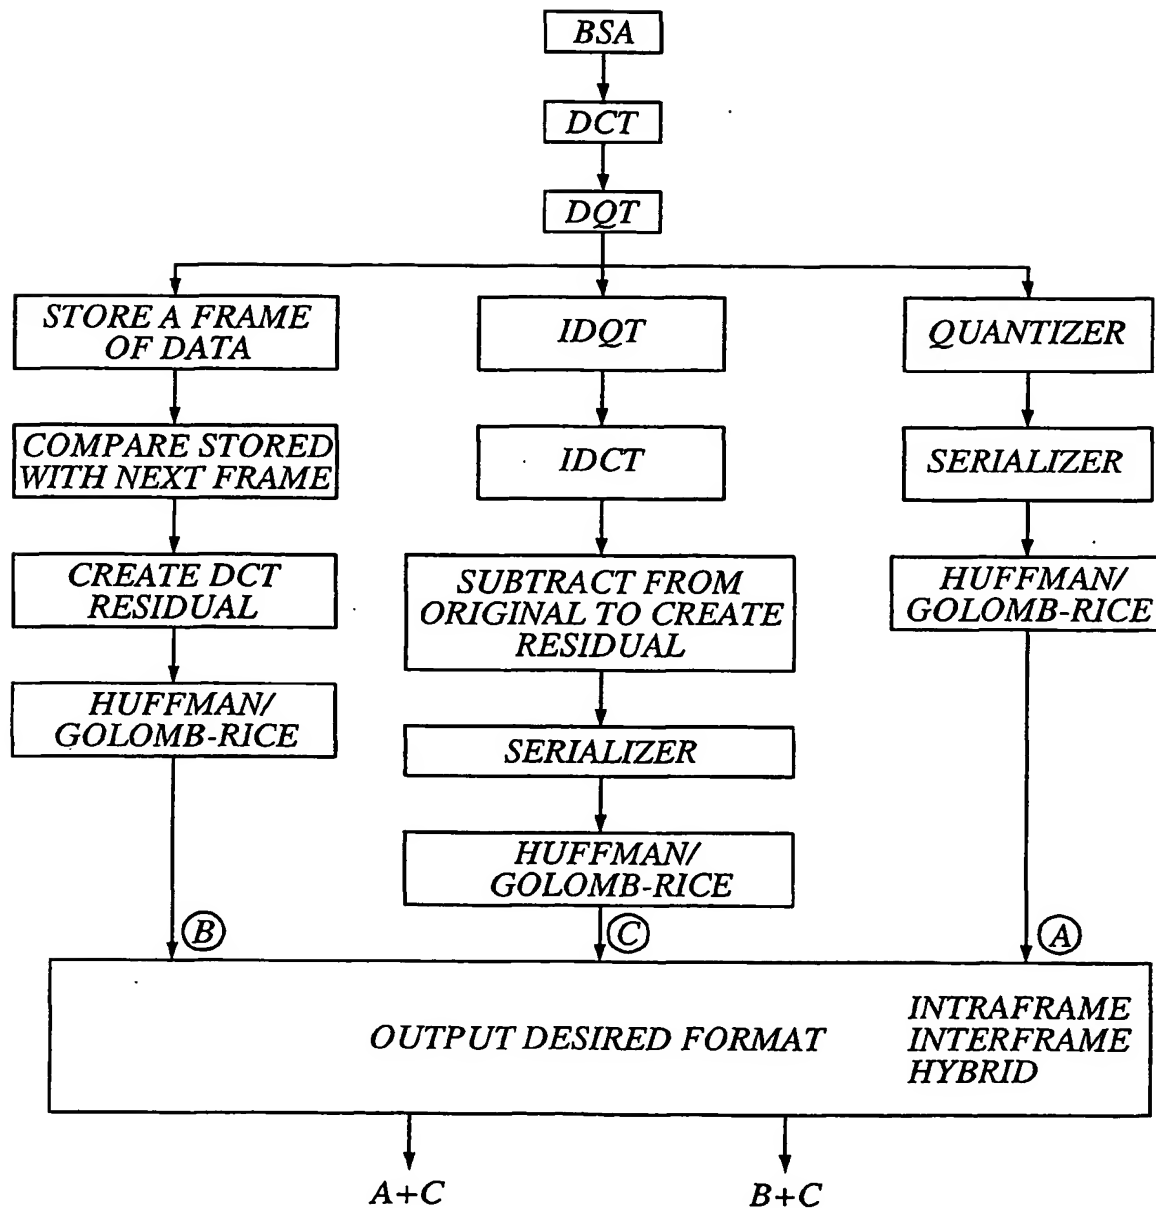 BSA
DCT
DQT
STORE A FRAME
OF DATA
COMPARE STORED
WITH NEXT FRAME
CREATE DCT
RESIDUAL
HUFFMAN/
GOLOMB-RICE
B
IDQT
IDCT
SUBTRACT FROM
ORIGINAL TO CREATE
RESIDUAL
SERIALIZER
HUFFMAN/
GOLOMB-RICE
C
QUANTIZER
SERIALIZER
HUFFMAN/
GOLOMB-RICE
A
OUTPUT DESIRED FORMAT
INTRAFRAME
INTERFRAME
HYBRID
A+C
B+C